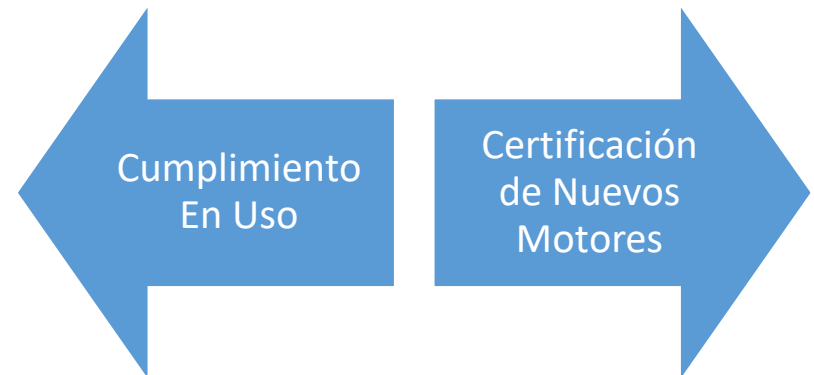 Cumplimiento
En Uso
Certificación
de Nuevos
Motores